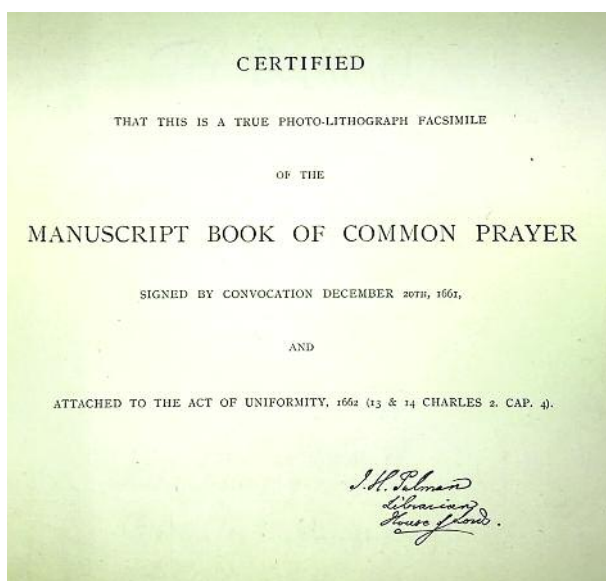 CERTIFIED
THAT THIS IS A TRUE PHOTO-LITHOGRAPH FACSIMILE
OF THE
MANUSCRIPT BOOK OF COMMON PRAYER
SIGNED BY CONVOCATION DECEMBER 20TH, 1661,
AND
ATTACHED TO THE ACT OF UNIFORMITY, 1662 (13 & 14 CHARLES 2. CAP. 4).
J. H. Pulman
Librarian
House of Lords.